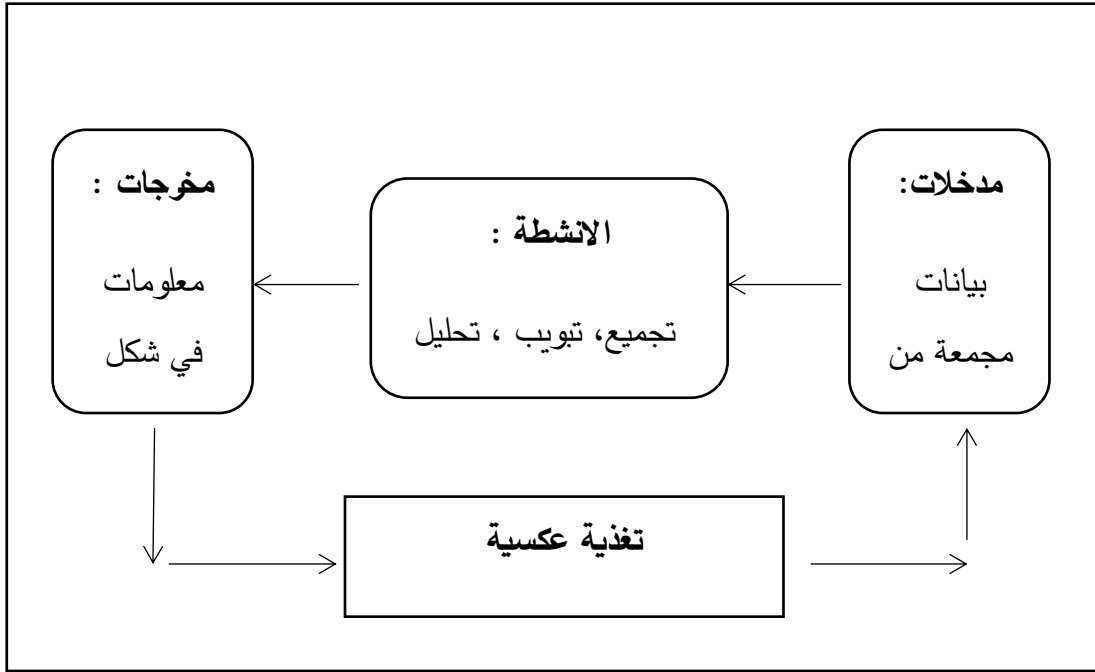 مدخلات:
بيانات
مجمعة من
الانشطة :
تجميع، تبويب ، تحليل
مخرجات :
معلومات
في شكل
تغذية عكسية